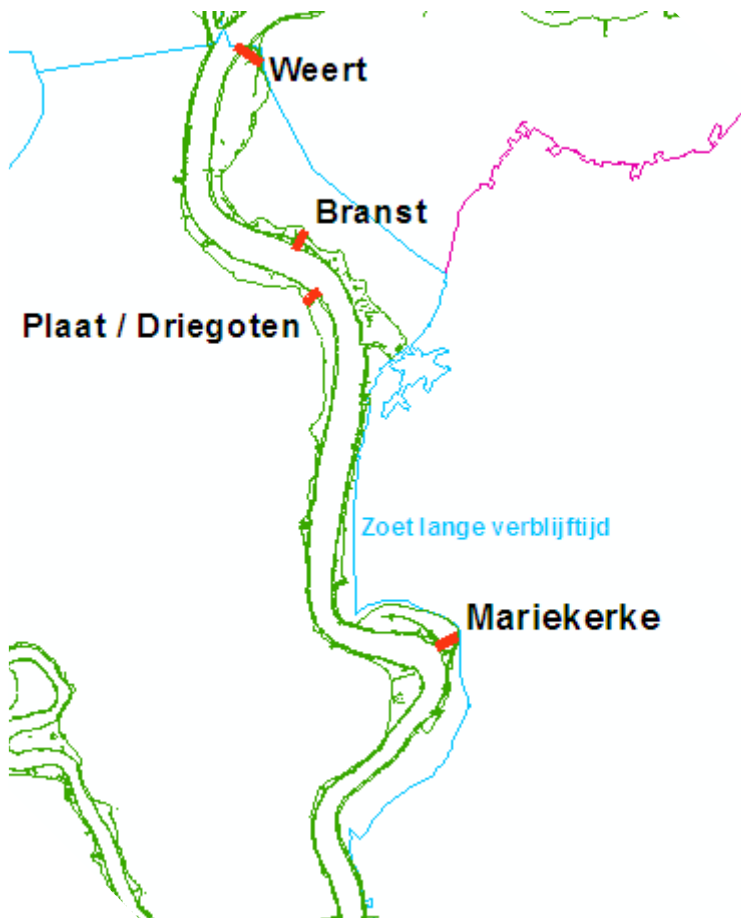 Weert
Branst
Plaat / Driegoten
Zoet lange verblijftijd
Mariekerke